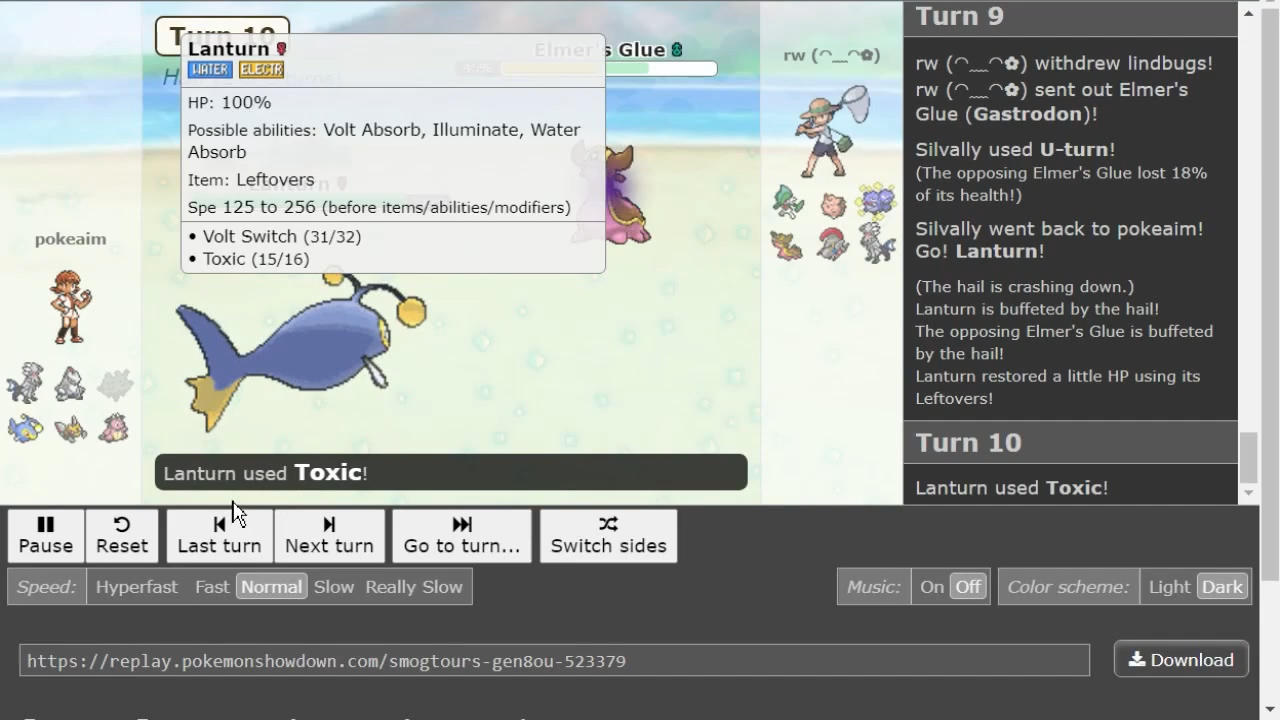 Turn 10
Lanturn
WATER ELECTR
HP: 100%
Possible abilities: Volt Absorb, Illuminate, Water
Absorb
Item: Leftovers
Lanturn
Spe 125 to 256 (before items/abilities/modifiers)
• Volt Switch (31/32)
• Toxic (15/16)
Elmer's Glue
pokeaim
rw (◠﹏◠✿)
Lanturn used Toxic!
Turn 9
rw (◠﹏◠✿) withdrew lindbugs!
rw (◠﹏◠✿) sent out Elmer's
Glue (Gastrodon)!
Silvally used U-turn!
(The opposing Elmer's Glue lost 18%
of its health!)
Silvally went back to pokeaim!
Go! Lanturn!
(The hail is crashing down.)
Lanturn is buffeted by the hail!
The opposing Elmer's Glue is buffeted
by the hail!
Lanturn restored a little HP using its
Leftovers!
Turn 10
Lanturn used Toxic!
Pause Reset Last turn Next turn Go to turn... Switch sides
Speed: Hyperfast Fast Normal Slow Really Slow Music: On Off Color scheme: Light Dark
https://replay.pokemonshowdown.com/smogtours-gen8ou-523379
Download